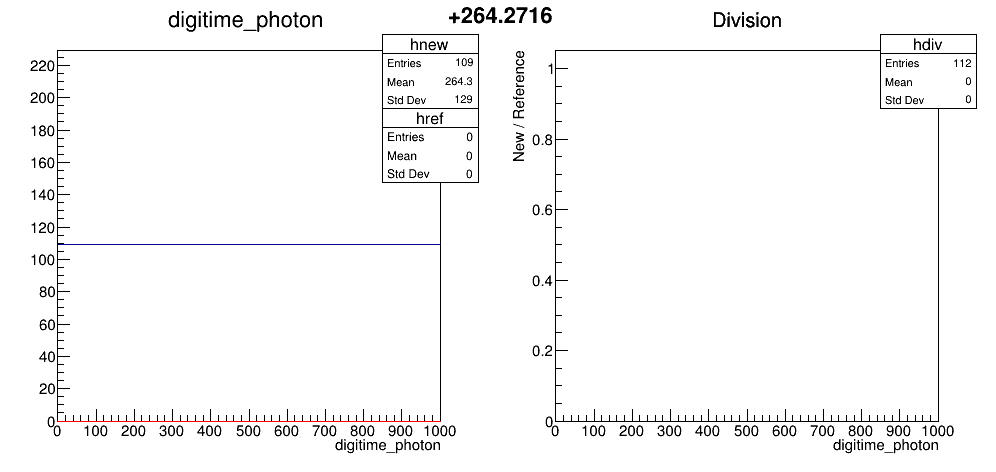 +264.2716
digitime_photon
hnew
Entries 109
Mean 264.3
Std Dev 129
href
Entries 0
Mean 0
Std Dev 0
220
200
180
160
140
120
100
80
60
40
20
0
0 100 200 300 400 500 600 700 800 900 1000
digitime_photon
Division
hdiv
Entries 112
Mean 0
Std Dev 0
New / Reference
1
0.8
0.6
0.4
0.2
0
0 100 200 300 400 500 600 700 800 900 1000
digitime_photon